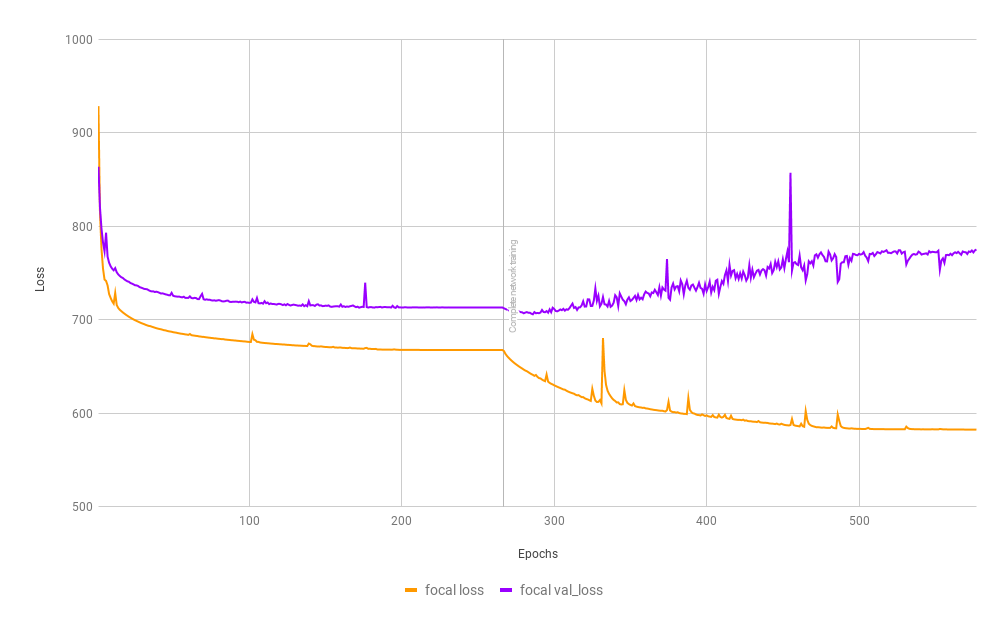 1000
900
800
700
600
500
Loss
Complete network training
100
200
300
400
500
Epochs
focal loss
focal val_loss